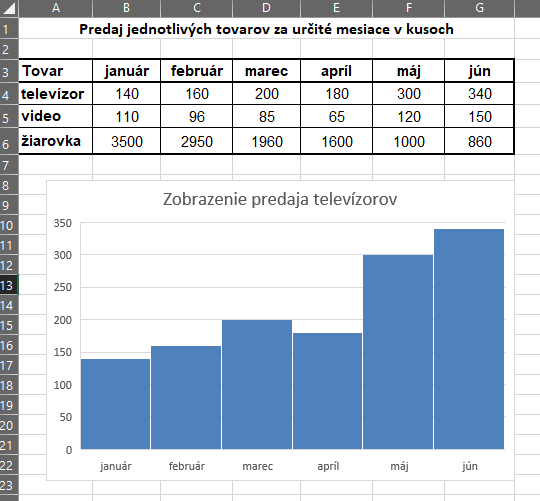 A B C D E F G
1 Predaj jednotlivých tovarov za určité mesiace v kusoch
2
3 Tovar január február marec apríl máj jún
4 televízor 140 160 200 180 300 340
5 video 110 96 85 65 120 150
6 žiarovka 3500 2950 1960 1600 1000 860
7
8
9 Zobrazenie predaja televízorov
10 350
11
12 300
13 250
14
15 200
16
17 150
18 100
19
20 50
21 0
22 január február marec apríl máj jún
23